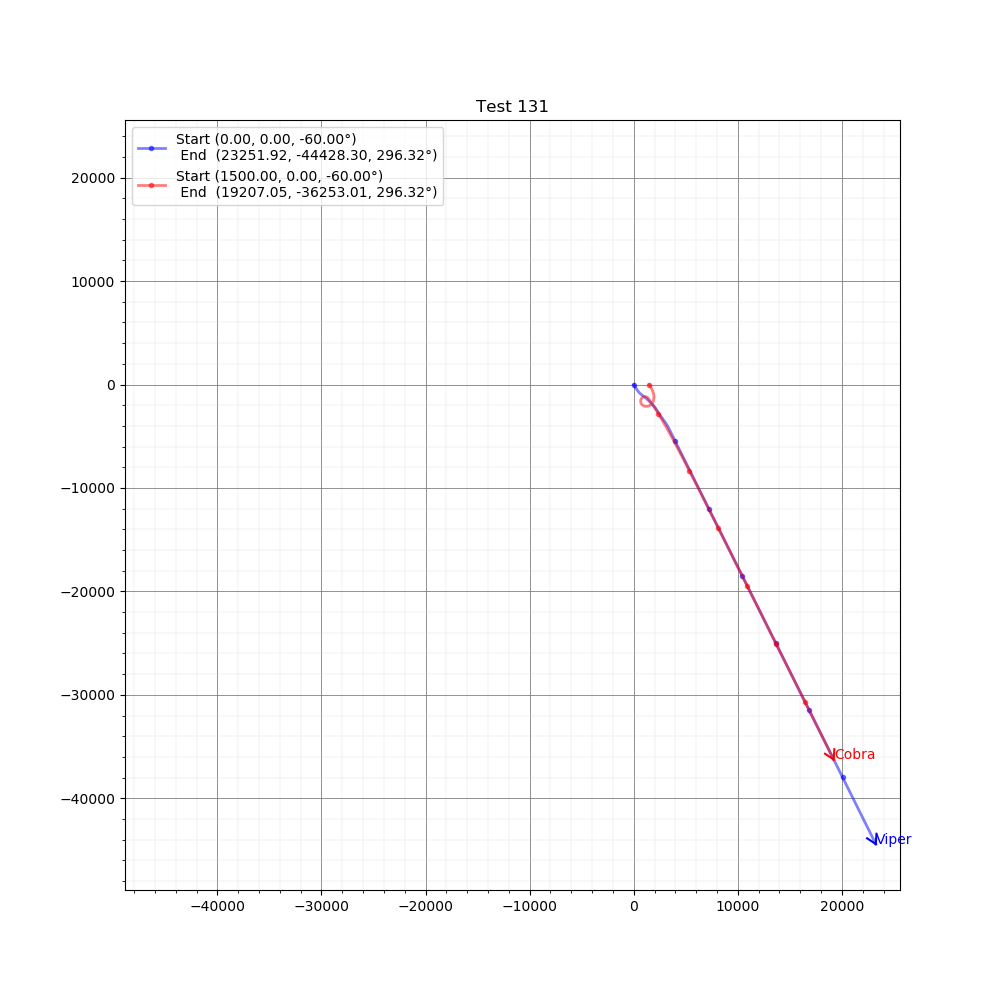 Test 131
Start (0.00, 0.00, -60.00°)
End (23251.92, -44428.30, 296.32°)
Start (1500.00, 0.00, -60.00°)
End (19207.05, -36253.01, 296.32°)
20000
10000
0
−10000
−20000
−30000
−40000
Cobra
Viper
−40000 −30000 −20000 −10000 0 10000 20000